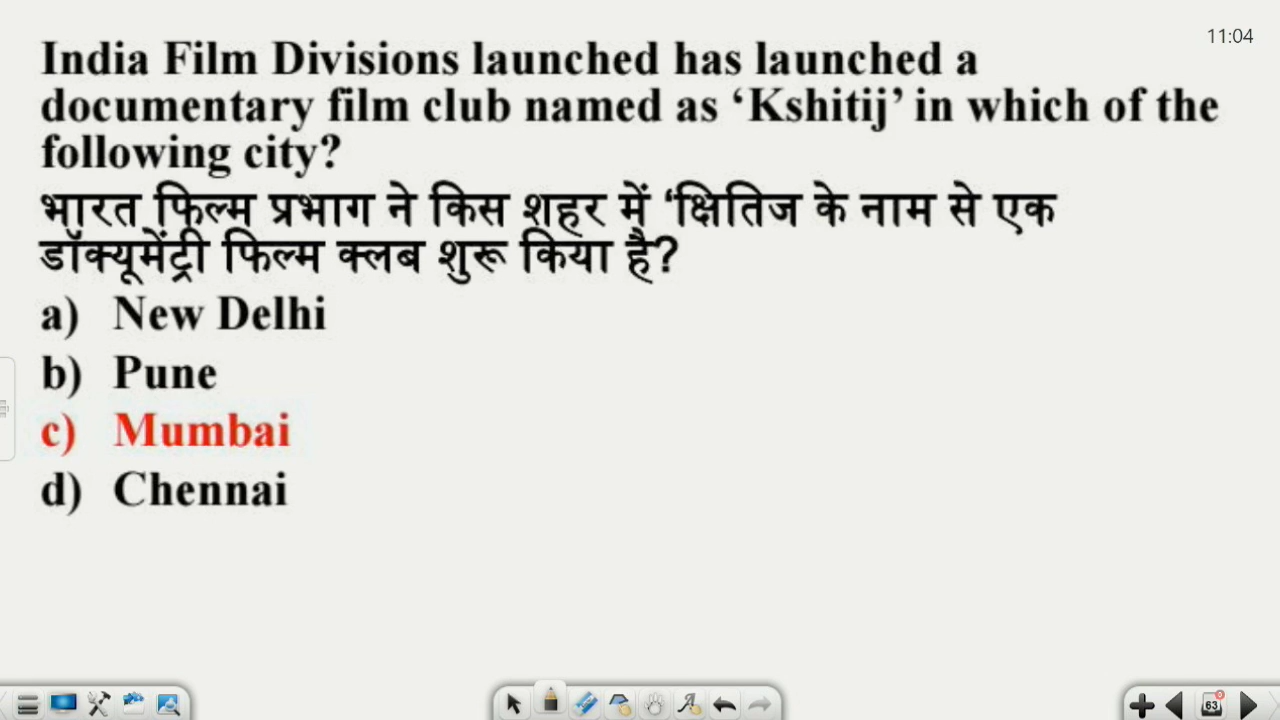 11:04
India Film Divisions launched has launched a
documentary film club named as ‘Kshitij’ in which of the
following city?
भारत फिल्म प्रभाग ने किस शहर में ‘क्षितिज के नाम से एक
डॉक्यूमेंट्री फिल्म क्लब शुरू किया है?
a) New Delhi
b) Pune
c) Mumbai
d) Chennai
63